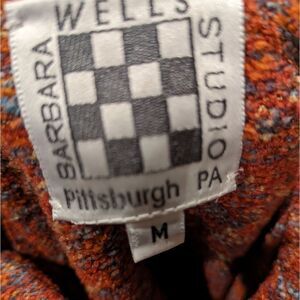 BARBARA
WELLS
STUDIO
Pittsburgh PA
M